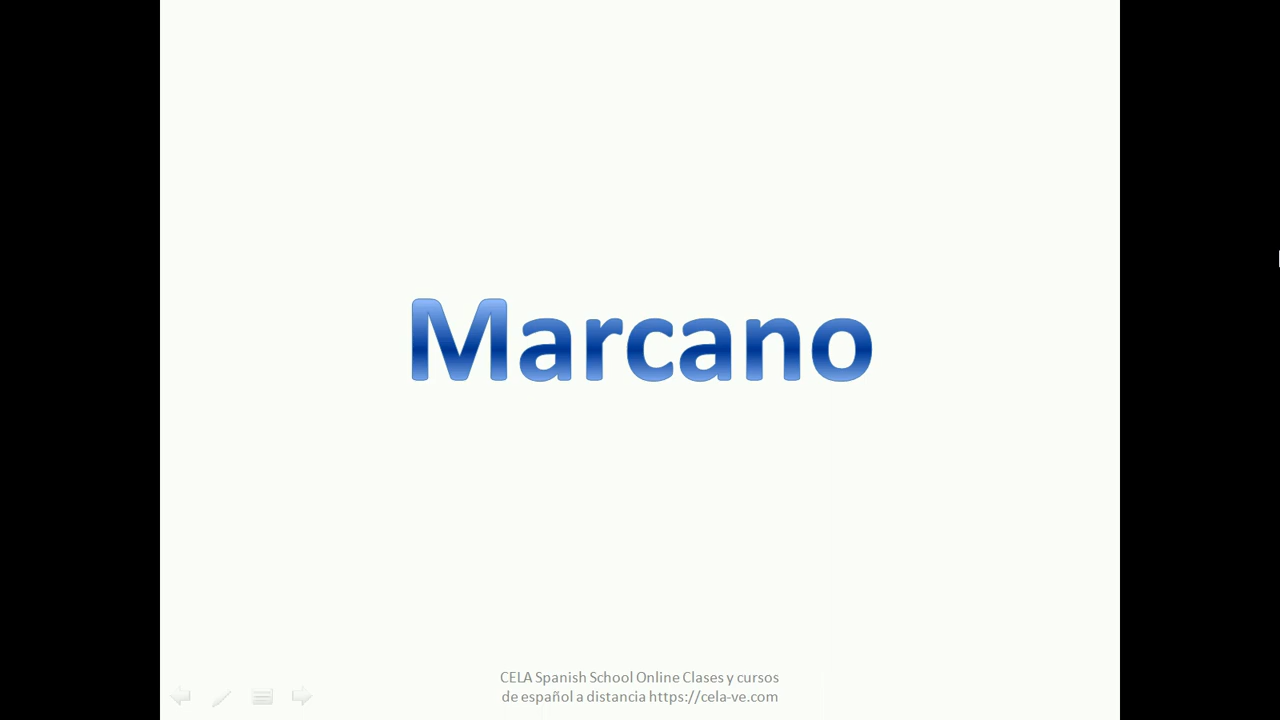 Marcano
CELA Spanish School Online Clases y cursos
de español a distancia https://cela-ve.com